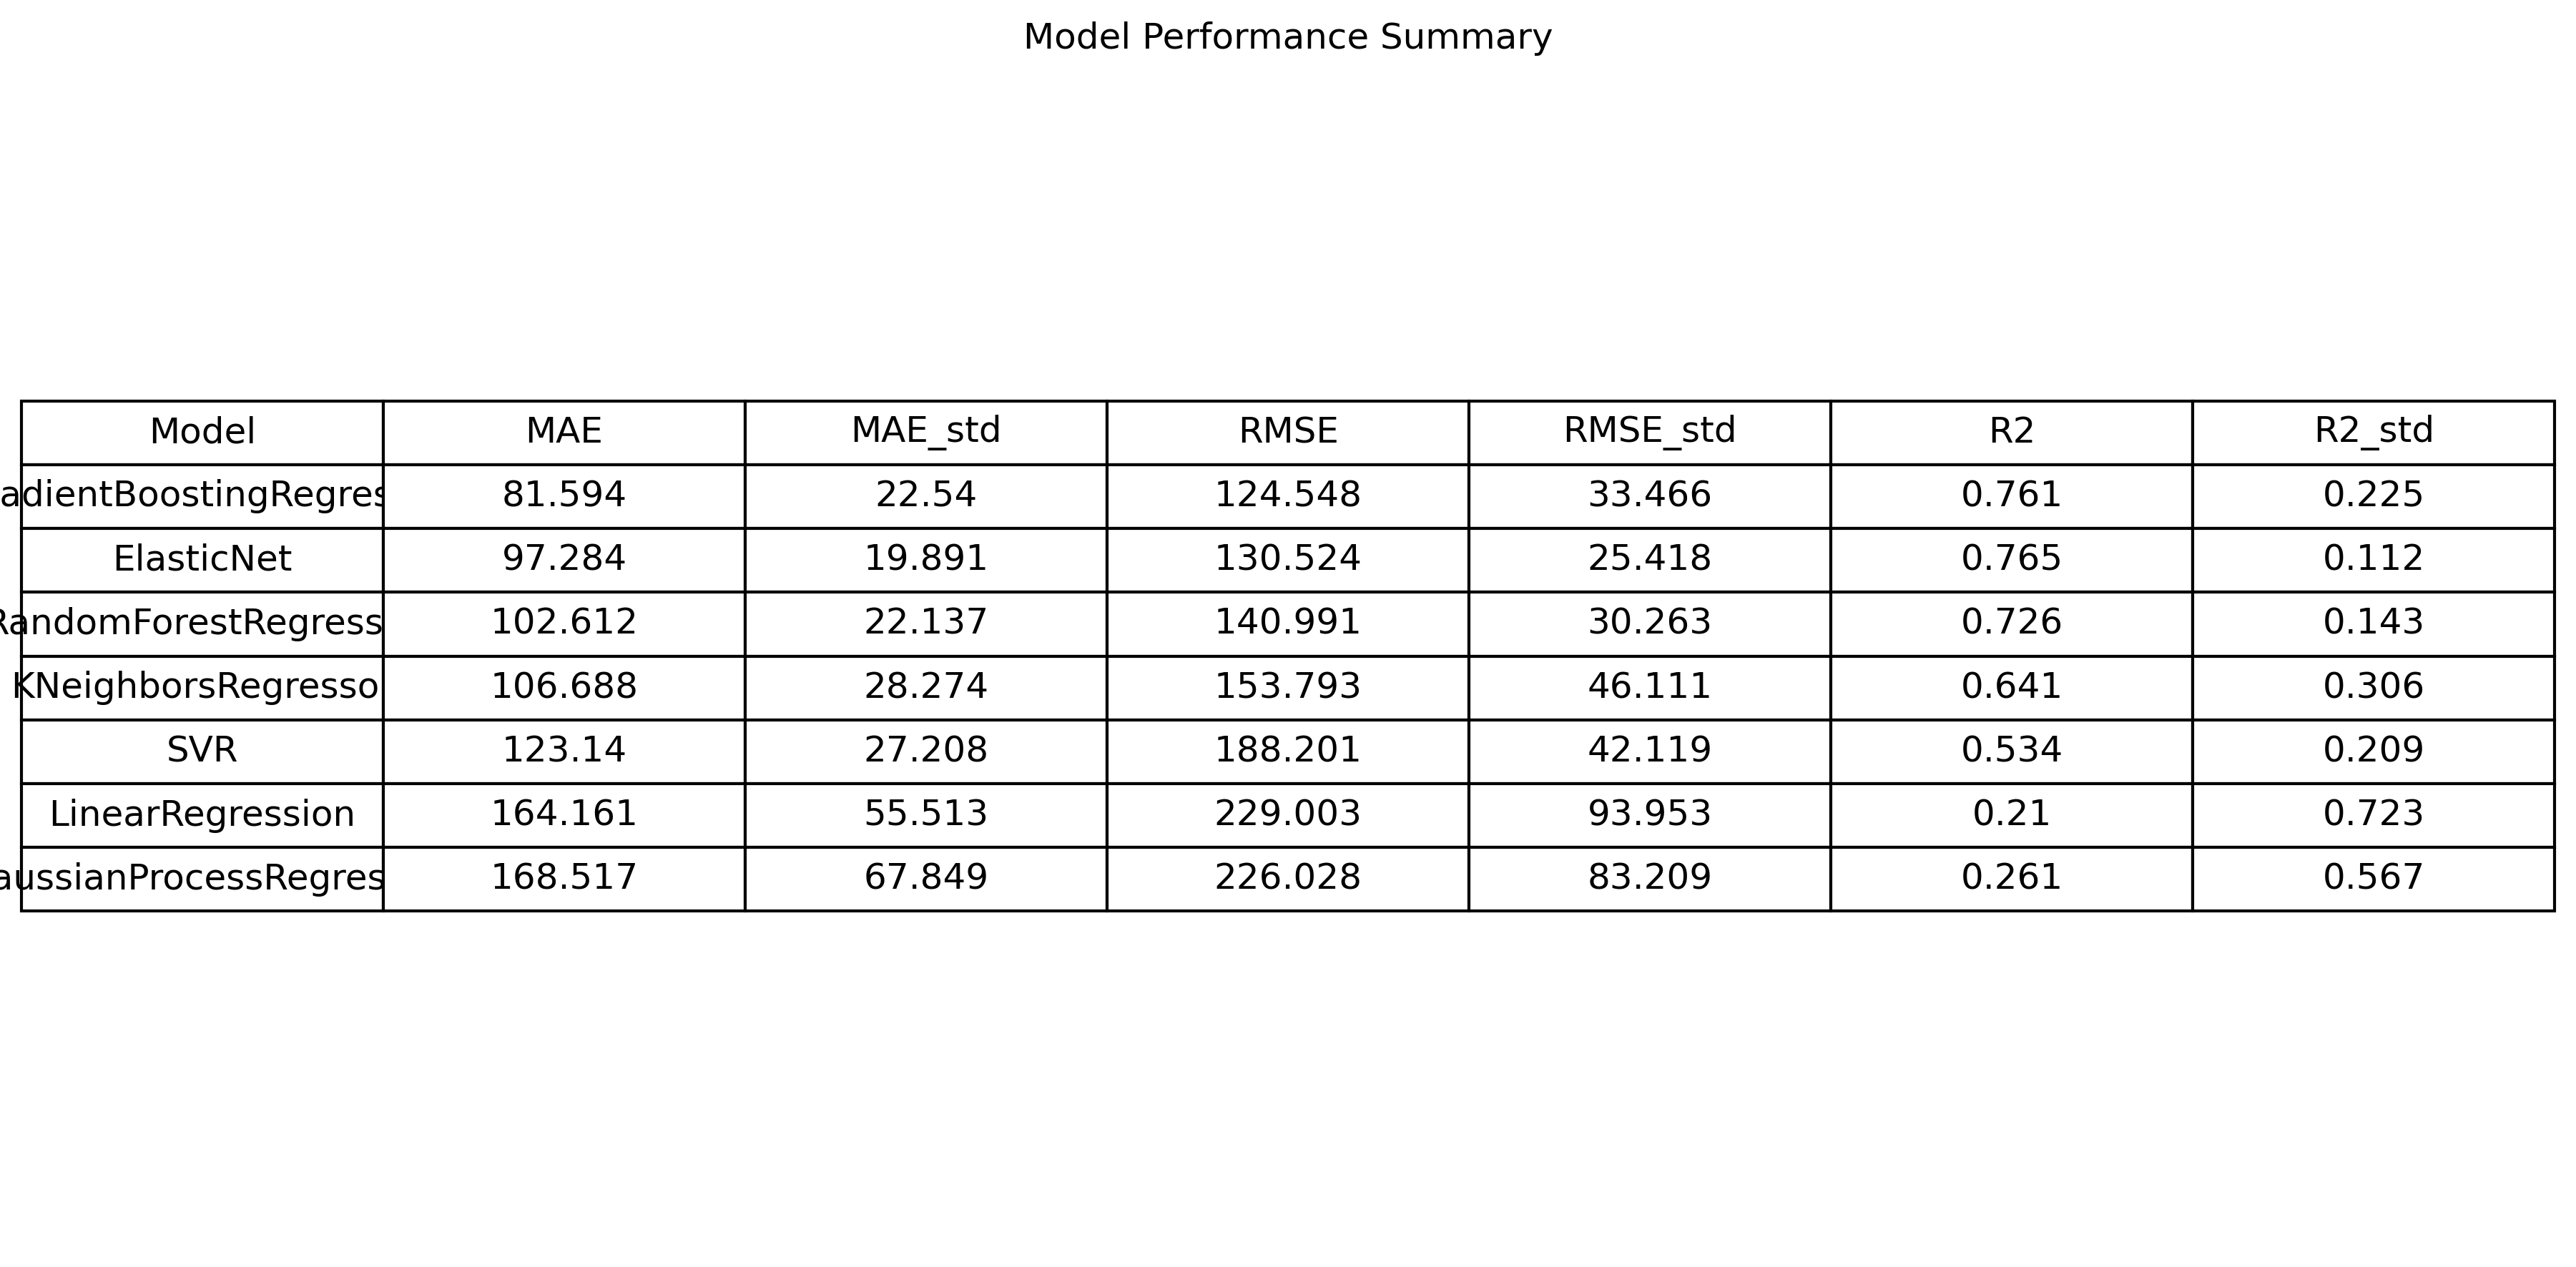 Model Performance Summary
Model MAE MAE_std RMSE RMSE_std R2 R2_std
adientBoostingRegres 81.594 22.54 124.548 33.466 0.761 0.225
ElasticNet 97.284 19.891 130.524 25.418 0.765 0.112
RandomForestRegress 102.612 22.137 140.991 30.263 0.726 0.143
KNeighborsRegresso 106.688 28.274 153.793 46.111 0.641 0.306
SVR 123.14 27.208 188.201 42.119 0.534 0.209
LinearRegression 164.161 55.513 229.003 93.953 0.21 0.723
aussianProcessRegres 168.517 67.849 226.028 83.209 0.261 0.567